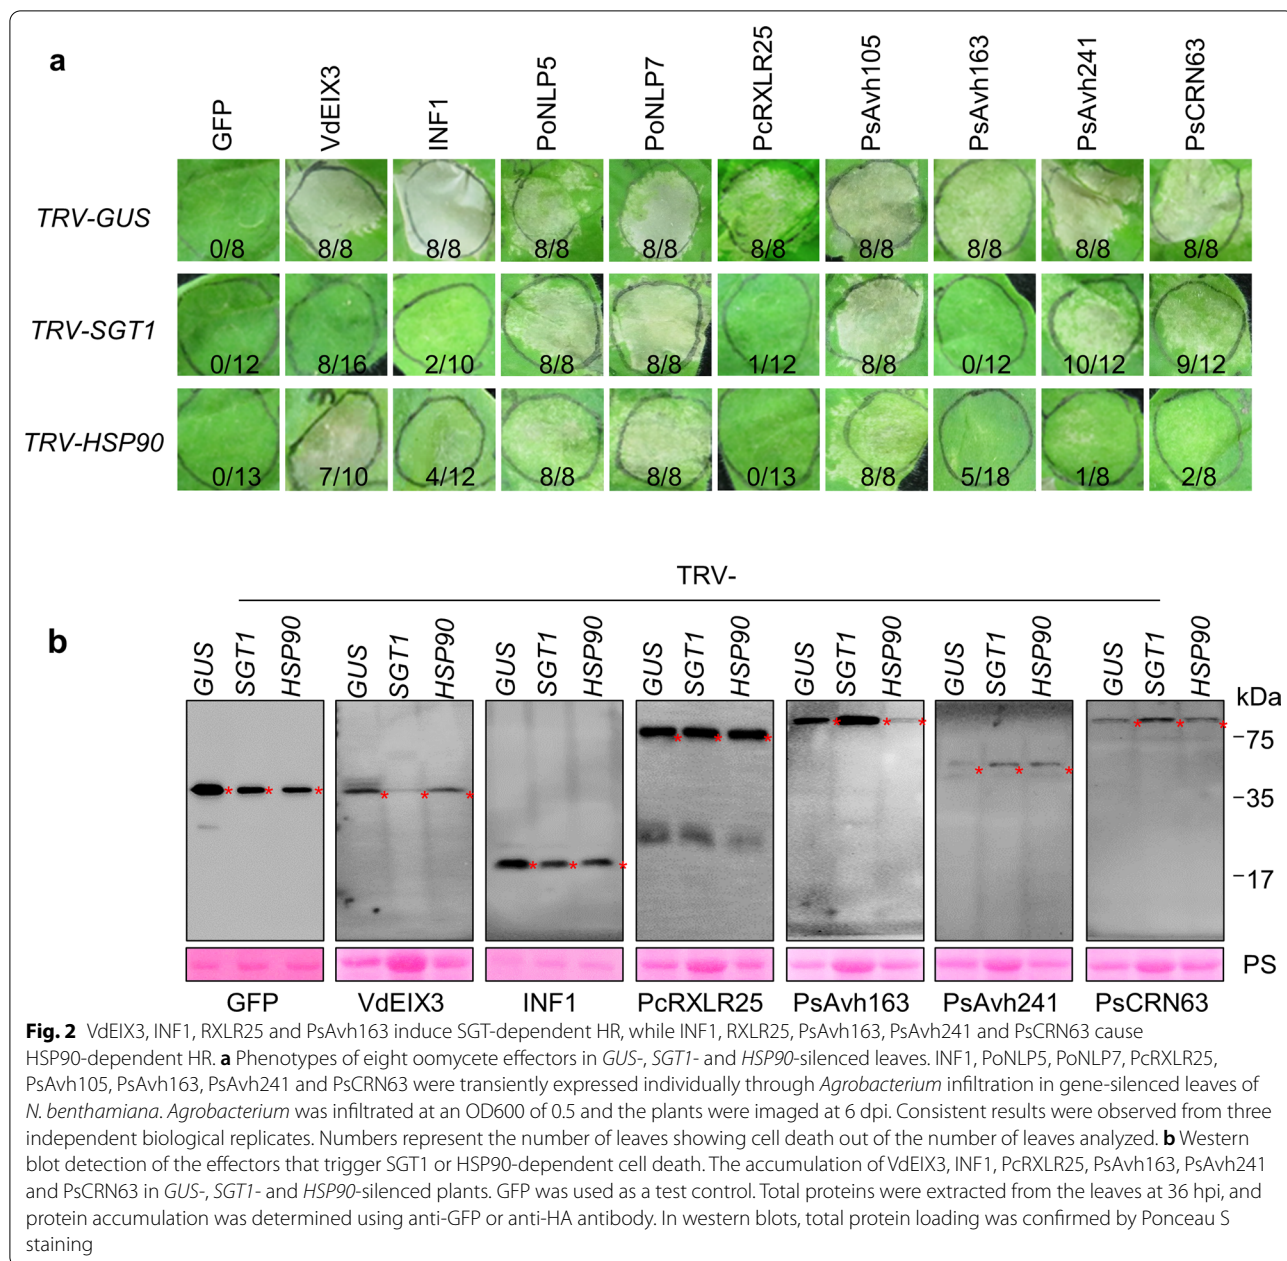 a
GFP VdEIX3 INF1 PoNLP5 PoNLP7 PcRXLR25 PsAvh105 PsAvh163 PsAvh241 PsCRN63
TRV-GUS 0/8 8/8 8/8 8/8 8/8 8/8 8/8 8/8 8/8 8/8
TRV-SGT1 0/12 8/16 2/10 8/8 8/8 1/12 8/8 0/12 10/12 9/12
TRV-HSP90 0/13 7/10 4/12 8/8 8/8 0/13 8/8 5/18 1/8 2/8
TRV-
b
GUS SGT1 HSP90 GUS SGT1 HSP90 GUS SGT1 HSP90 GUS SGT1 HSP90 GUS SGT1 HSP90 GUS SGT1 HSP90 GUS SGT1 HSP90
kDa
75
35
17
PS
GFP VdEIX3 INF1 PcRXLR25 PsAvh163 PsAvh241 PsCRN63
Fig. 2 VdEIX3, INF1, RXLR25 and PsAvh163 induce SGT-dependent HR, while INF1, RXLR25, PsAvh163, PsAvh241 and PsCRN63 cause
HSP90-dependent HR. a Phenotypes of eight oomycete effectors in GUS-, SGT1- and HSP90-silenced leaves. INF1, PoNLP5, PoNLP7, PcRXLR25,
PsAvh105, PsAvh163, PsAvh241 and PsCRN63 were transiently expressed individually through Agrobacterium infiltration in gene-silenced leaves of
N. benthamiana. Agrobacterium was infiltrated at an OD600 of 0.5 and the plants were imaged at 6 dpi. Consistent results were observed from three
independent biological replicates. Numbers represent the number of leaves showing cell death out of the number of leaves analyzed. b Western
blot detection of the effectors that trigger SGT1 or HSP90-dependent cell death. The accumulation of VdEIX3, INF1, PcRXLR25, PsAvh163, PsAvh241
and PsCRN63 in GUS-, SGT1- and HSP90-silenced plants. GFP was used as a test control. Total proteins were extracted from the leaves at 36 hpi, and
protein accumulation was determined using anti-GFP or anti-HA antibody. In western blots, total protein loading was confirmed by Ponceau S
staining